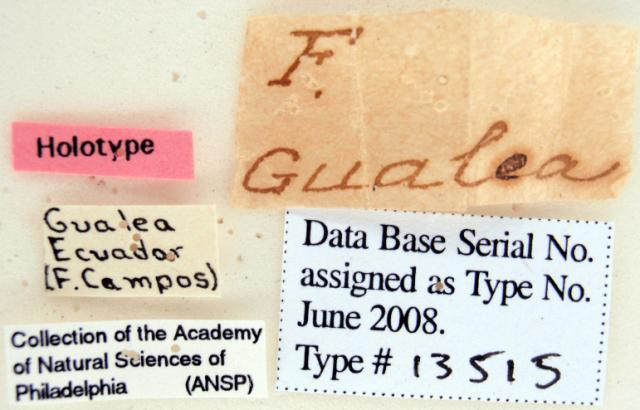 F.
Gualea
Holotype
Gualea
Ecuador
(F. Campos)
Data Base Serial No.
assigned as Type No.
June 2008.
Type # 13515
Collection of the Academy
of Natural Sciences of
Philadelphia (ANSP)